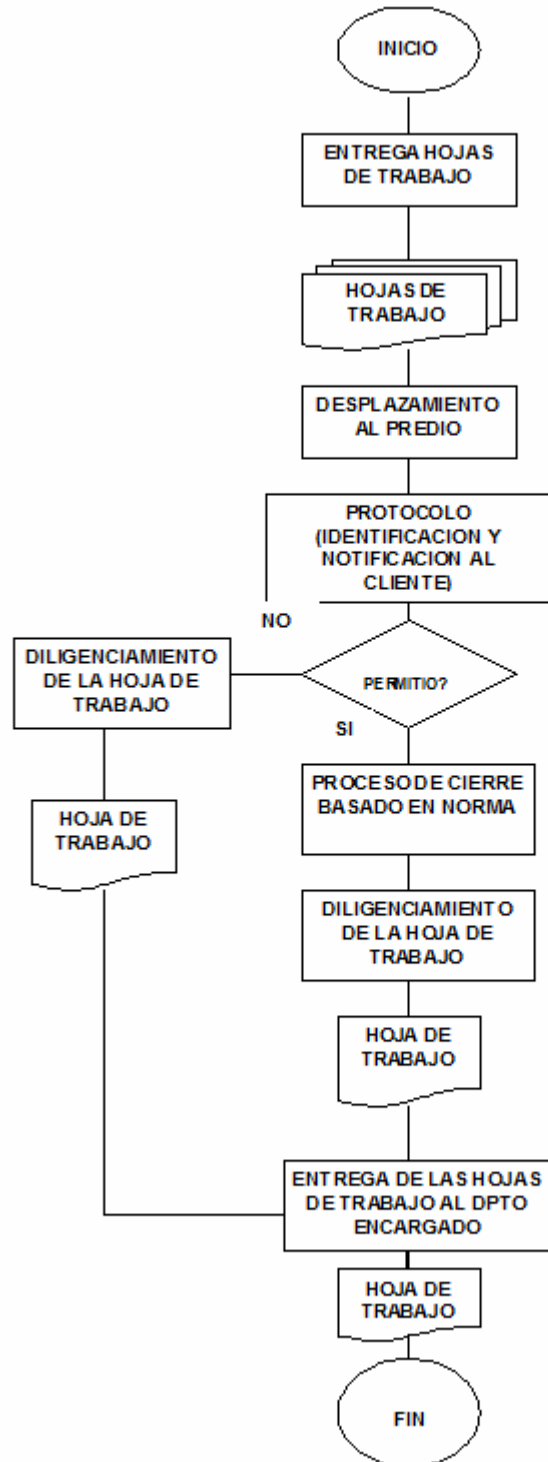 INICIO
ENTREGA HOJAS
DE TRABAJO
HOJAS DE
TRABAJO
DESPLAZAMIENTO
AL PREDIO
PROTOCOLO
(IDENTIFICACION Y
NOTIFICACION AL
CLIENTE)
NO
PERMITIO?
DILIGENCIAMIENTO
DE LA HOJA DE
TRABAJO
HOJA DE
TRABAJO
SI
PROCESO DE CIERRE
BASADO EN NORMA
DILIGENCIAMIENTO
DE LA HOJA DE
TRABAJO
HOJA DE
TRABAJO
ENTREGA DE LAS HOJAS
DE TRABAJO AL DPTO
ENCARGADO
HOJA DE
TRABAJO
FIN